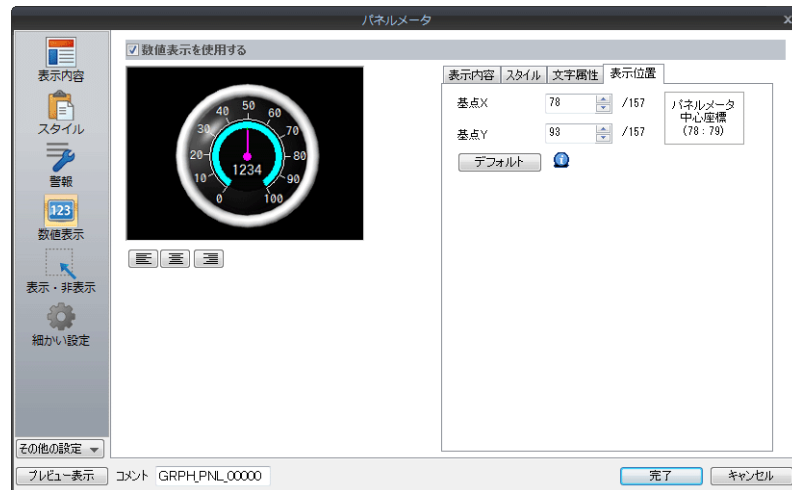 パネルメータ
表示内容
スタイル
警報
123
数値表示
表示・非表示
細かい設定
その他の設定
数値表示を使用する
0
10
20
30
40
50
60
70
80
90
100
1234
表示内容 スタイル 文字属性 表示位置
基点X 78 /157
基点Y 93 /157
デフォルト
パネルメータ
中心座標
(78 : 79)
プレビュー表示 コメント GRPH_PNL_00000 完了 キャンセル